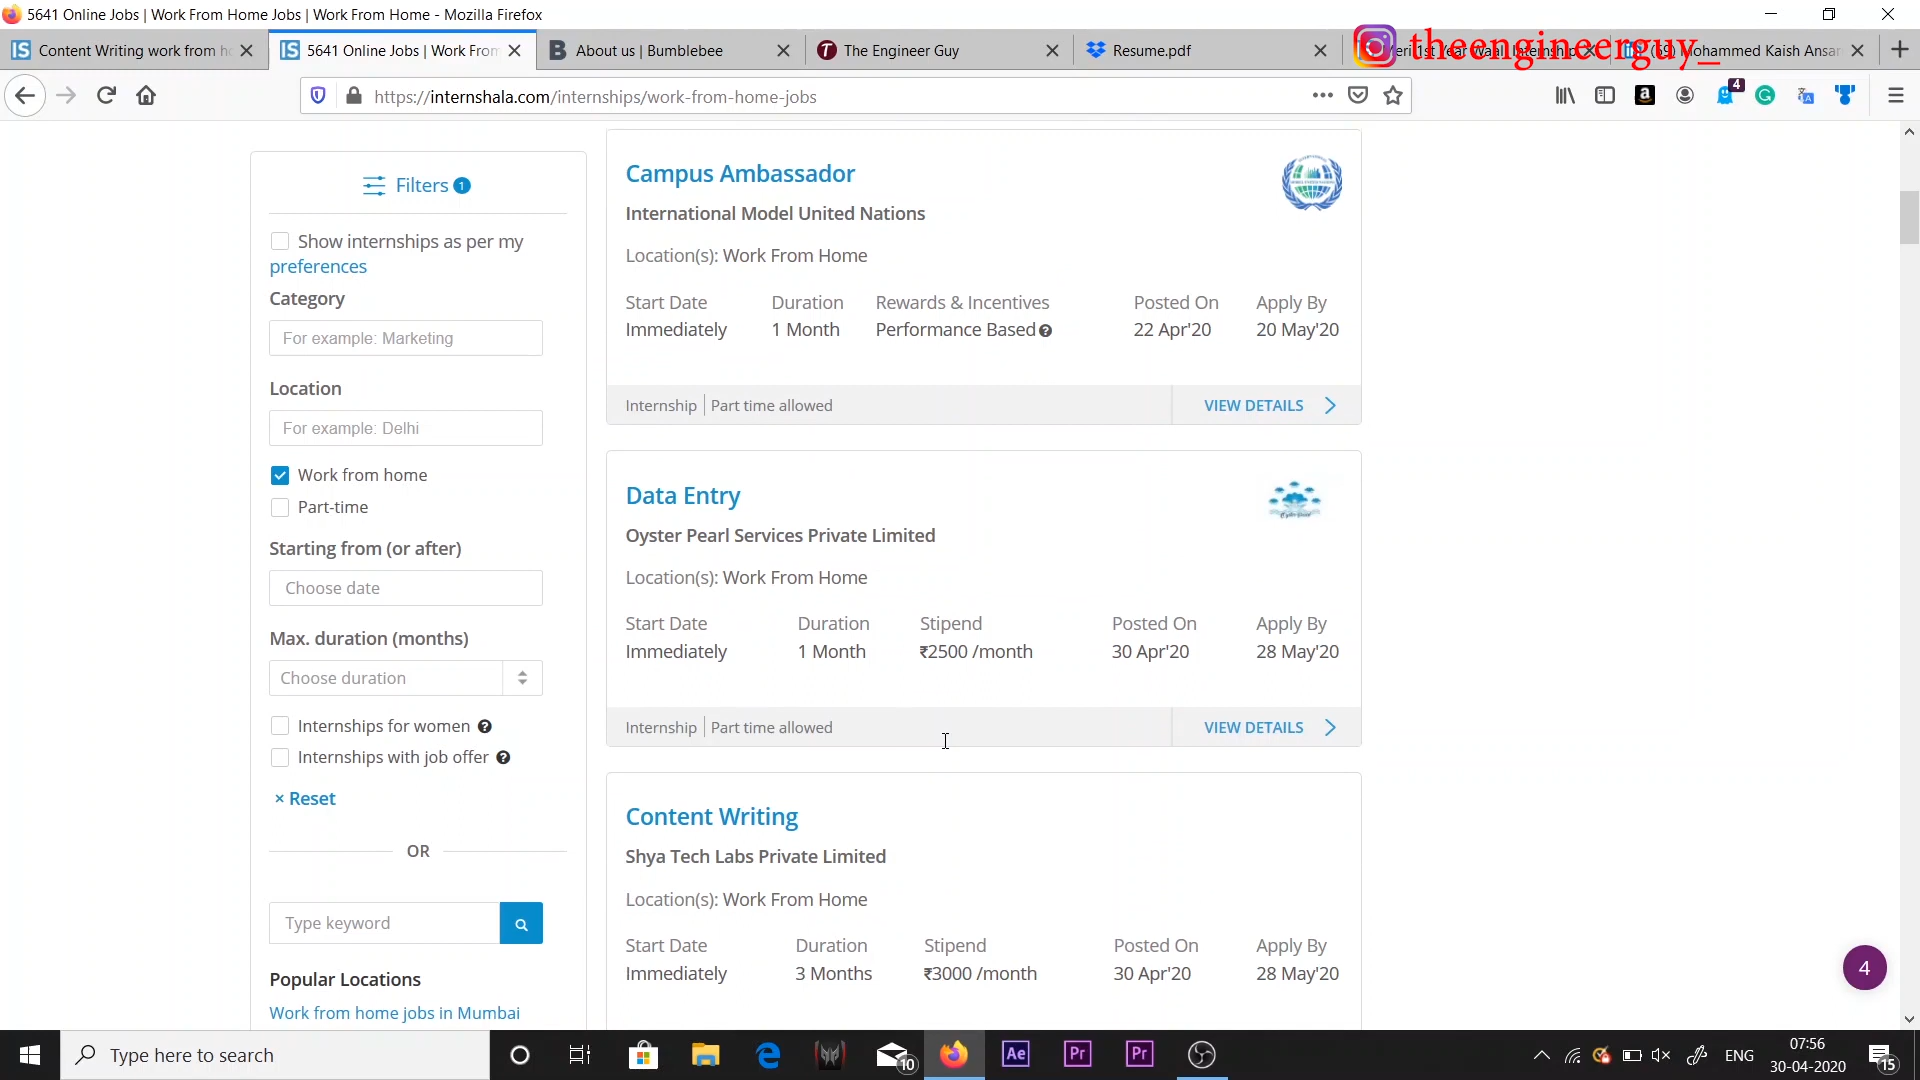 5641 Online Jobs | Work From Home Jobs | Work From Home - Mozilla Firefox
Content Writing work from h
5641 Online Jobs | Work From
About us | Bumblebee
The Engineer Guy
Resume.pdf
theengineerguy_
Mohammed Kaish Ansar
https://internshala.com/internships/work-from-home-jobs
4
Filters 1
Show internships as per my
preferences
Category
For example: Marketing
Location
For example: Delhi
Work from home
Part-time
Starting from (or after)
Choose date
Max. duration (months)
Choose duration
Internships for women
Internships with job offer
× Reset
OR
Type keyword
Popular Locations
Work from home jobs in Mumbai
Campus Ambassador
International Model United Nations
Location(s): Work From Home
Start Date Duration Rewards & Incentives Posted On Apply By
Immediately 1 Month Performance Based 22 Apr'20 20 May'20
Internship | Part time allowed VIEW DETAILS
Data Entry
Oyster Pearl Services Private Limited
Location(s): Work From Home
Start Date Duration Stipend Posted On Apply By
Immediately 1 Month ₹2500 /month 30 Apr'20 28 May'20
Internship | Part time allowed VIEW DETAILS
Content Writing
Shya Tech Labs Private Limited
Location(s): Work From Home
Start Date Duration Stipend Posted On Apply By
Immediately 3 Months ₹3000 /month 30 Apr'20 28 May'20
4
Type here to search
10
Ae
Pr
Pr
ENG
07:56
30-04-2020
15